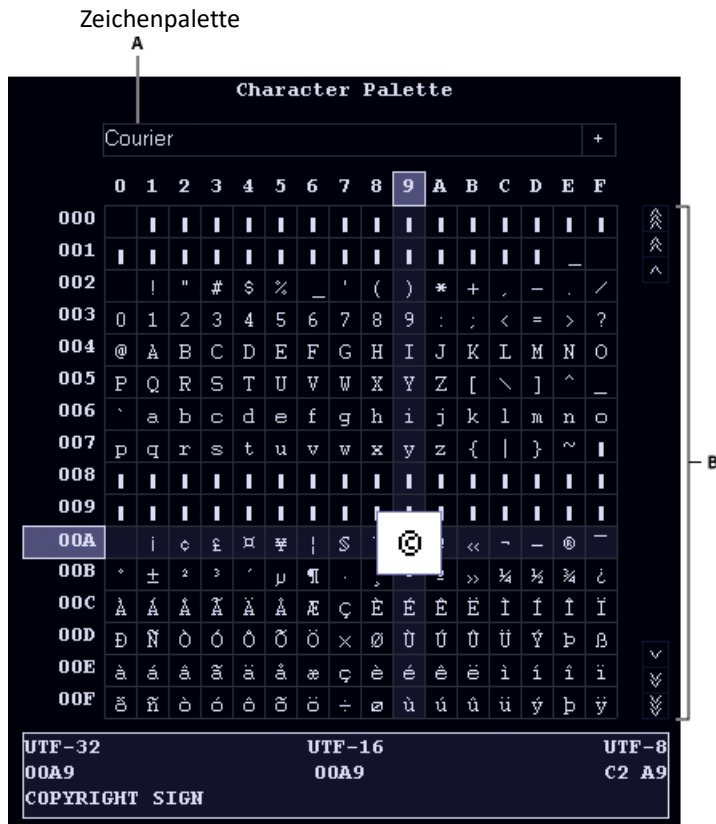 Zeichenpalette
A
Character Palette
Courier +
0 1 2 3 4 5 6 7 8 9 A B C D E F
000
001 _
002 ! " # $ % _ ' ( ) * + , – . /
003 0 1 2 3 4 5 6 7 8 9 : ; < = > ?
004 @ A B C D E F G H I J K L M N O
005 P Q R S T U V W X Y Z [ \ ] ^ _
006 ` a b c d e f g h i j k l m n o
007 p q r s t u v w x y z { | } ~
008
009
B
00A ¡ ¢ £ ¤ ¥ ¦ § © « ¬ – ® ¯
00B ° ± ² ³ ´ µ ¶ · » ¼ ½ ¾ ¿
00C À Á Â Ã Ä Å Æ Ç È É Ê Ë Ì Í Î Ï
00D Ð Ñ Ò Ó Ô Õ Ö × Ø Ù Ú Û Ü Ý Þ ß
00E à á â ã ä å æ ç è é ê ë ì í î ï
00F ð ñ ò ó ô õ ö ÷ ø ù ú û ü ý þ ÿ
UTF-32 UTF-16 UTF-8
00A9 00A9 C2 A9
COPYRIGHT SIGN